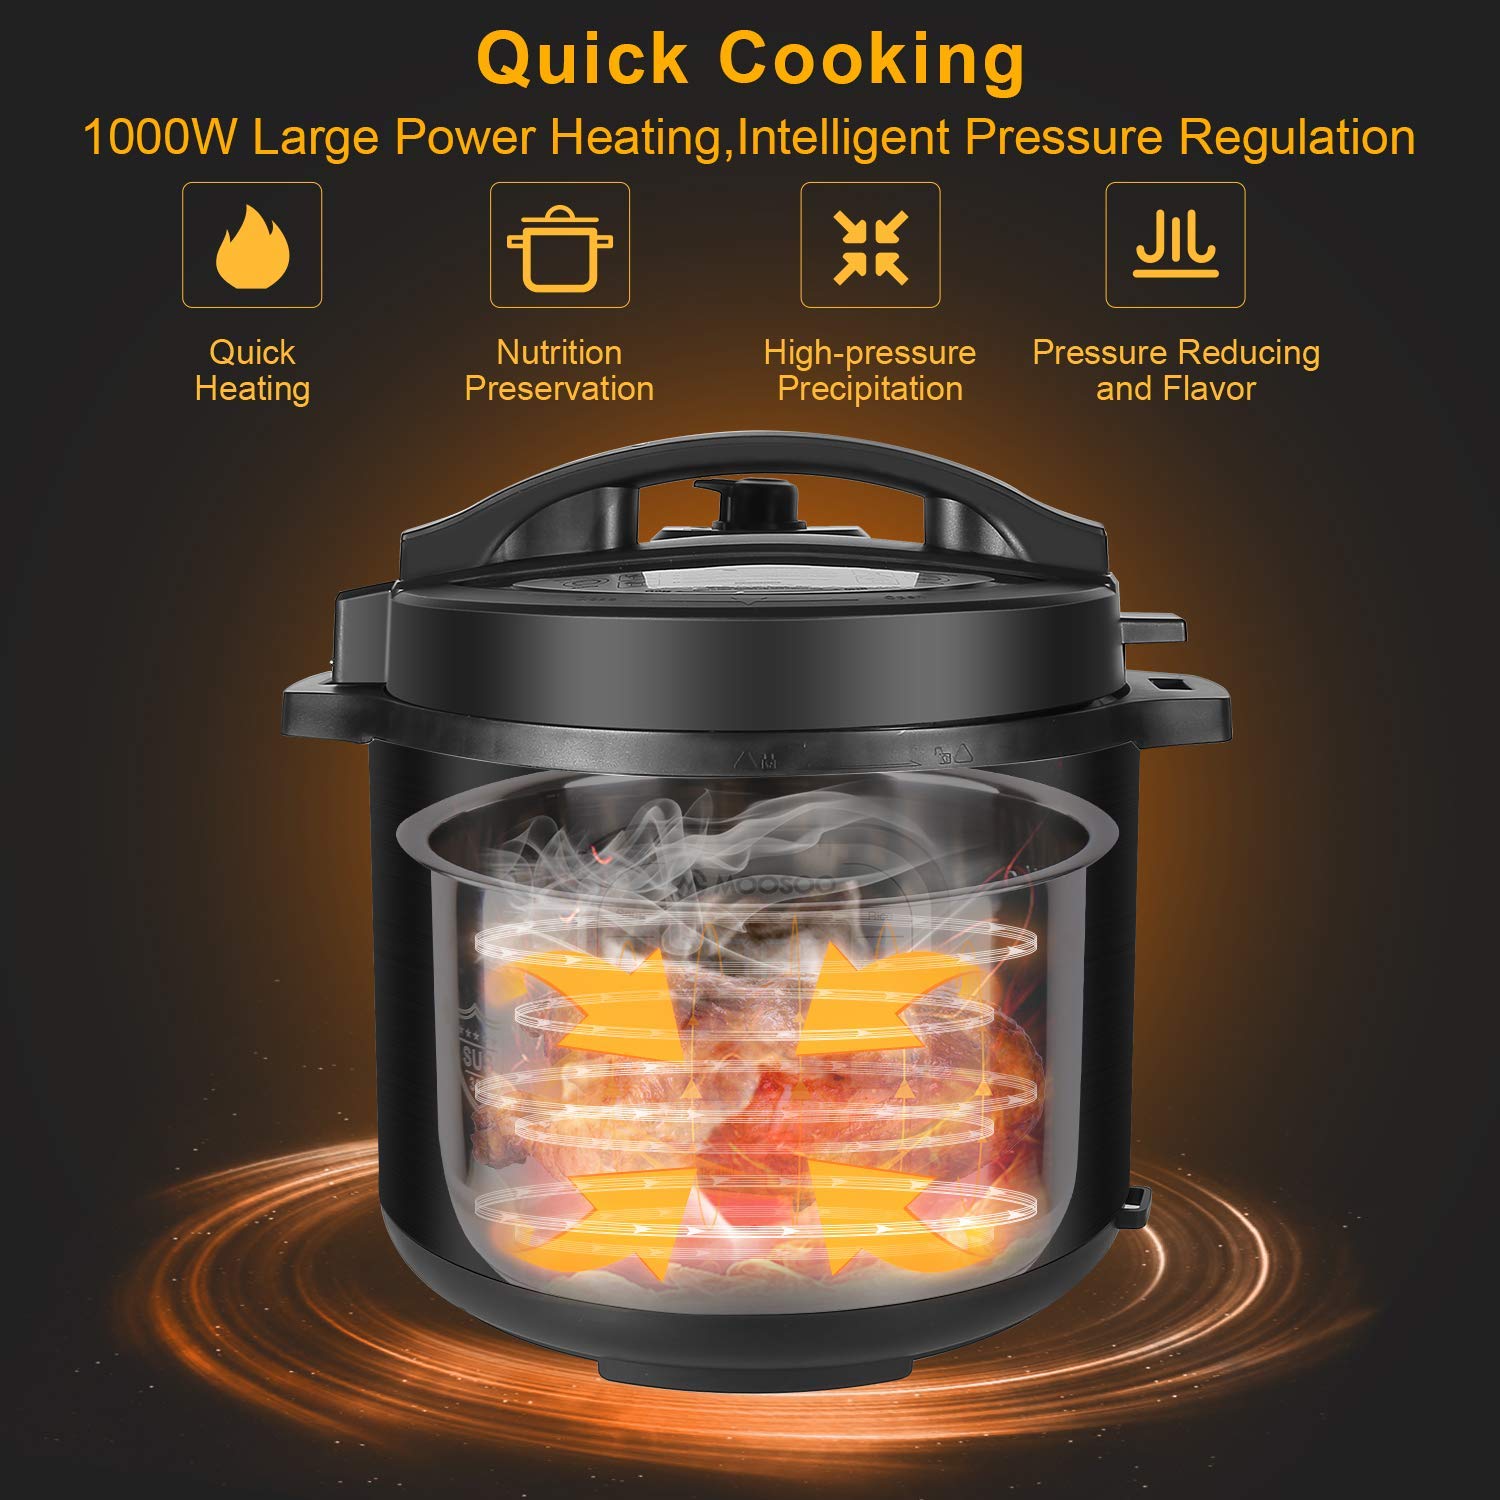 Quick Cooking
1000W Large Power Heating,Intelligent Pressure Regulation
Quick
Heating
Nutrition
Preservation
High-pressure
Precipitation
Pressure Reducing
and Flavor
MOOSOO